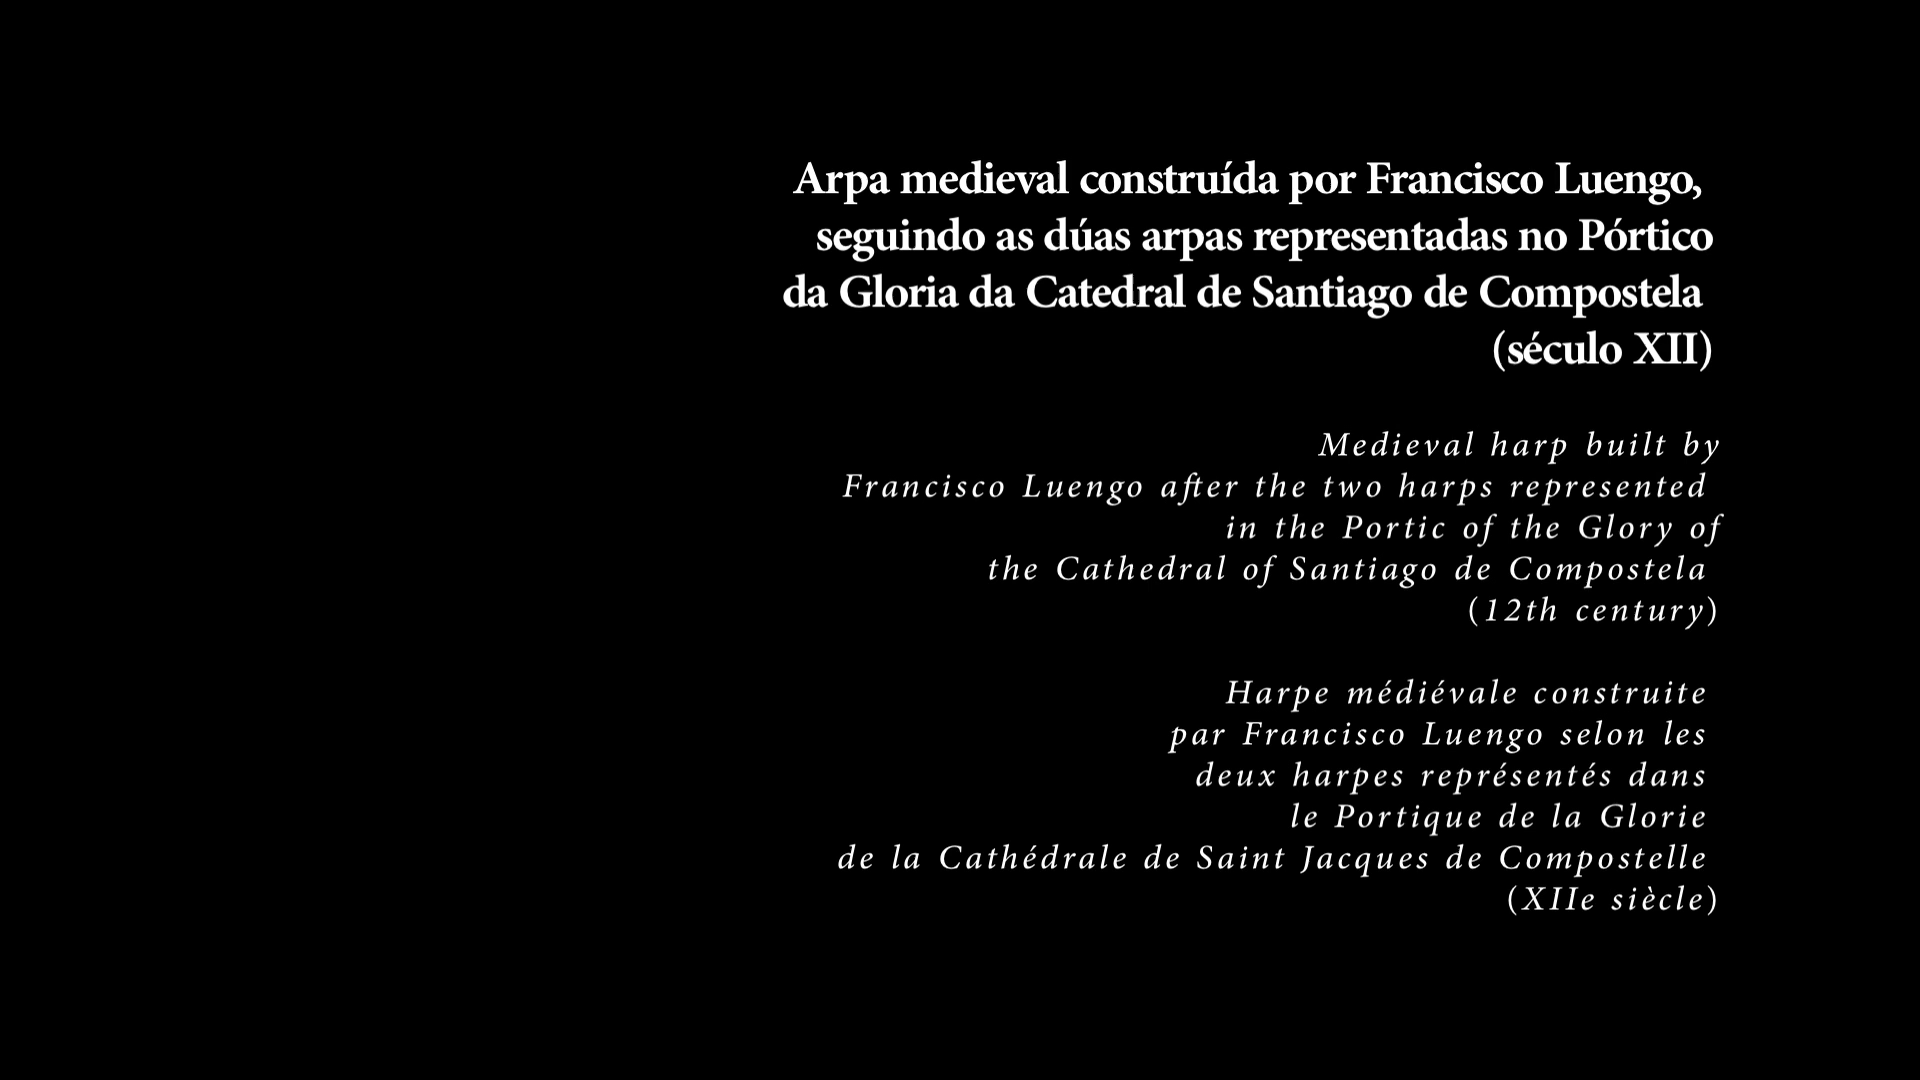 Arpa medieval construída por Francisco Luengo,
seguindo as dúas arpas representadas no Pórtico
da Gloria da Catedral de Santiago de Compostela
(século XII)
Medieval harp built by
Francisco Luengo after the two harps represented
in the Portic of the Glory of
the Cathedral of Santiago de Compostela
(12th century)
Harpe médiévale construite
par Francisco Luengo selon les
deux harpes représentés dans
le Portique de la Glorie
de la Cathédrale de Saint Jacques de Compostelle
(XIIe siècle)